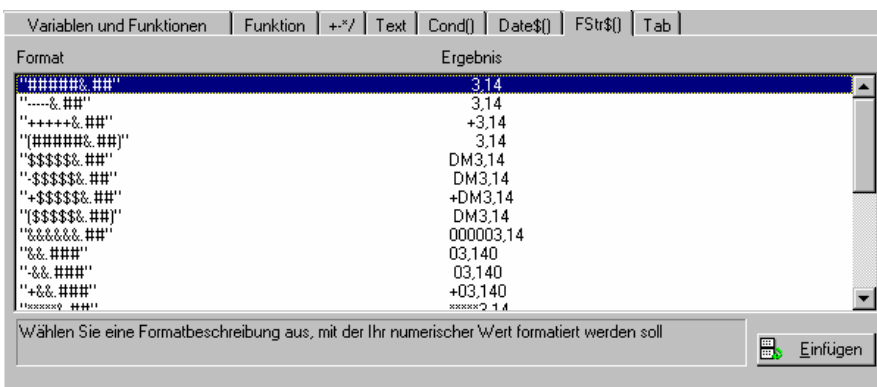 Variablen und Funktionen Funktion +-*/ Text Cond() Date$() FStr$() Tab
Format Ergebnis
"#####&.##" 3,14
"-----&.##" 3,14
"+++++&.##" +3,14
"(#####&.##)" 3,14
"$$$$$&.##" DM3,14
"-$$$$$&.##" DM3,14
"+$$$$$&.##" +DM3,14
"($$$$$&.##)" DM3,14
"&&&&&&.##" 000003,14
"&&.###" 03,140
"-&&.###" 03,140
"+&&.###" +03,140
"*****&.##" *****3,14
Wählen Sie eine Formatbeschreibung aus, mit der Ihr numerischer Wert formatiert werden soll
Einfügen